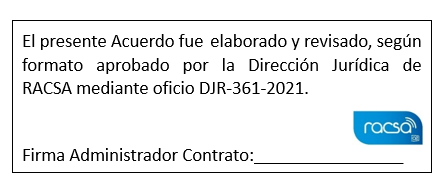 El presente Acuerdo fue elaborado y revisado, según
formato aprobado por la Dirección Jurídica de
RACSA mediante oficio DJR-361-2021.
racsa
Firma Administrador Contrato:_________________